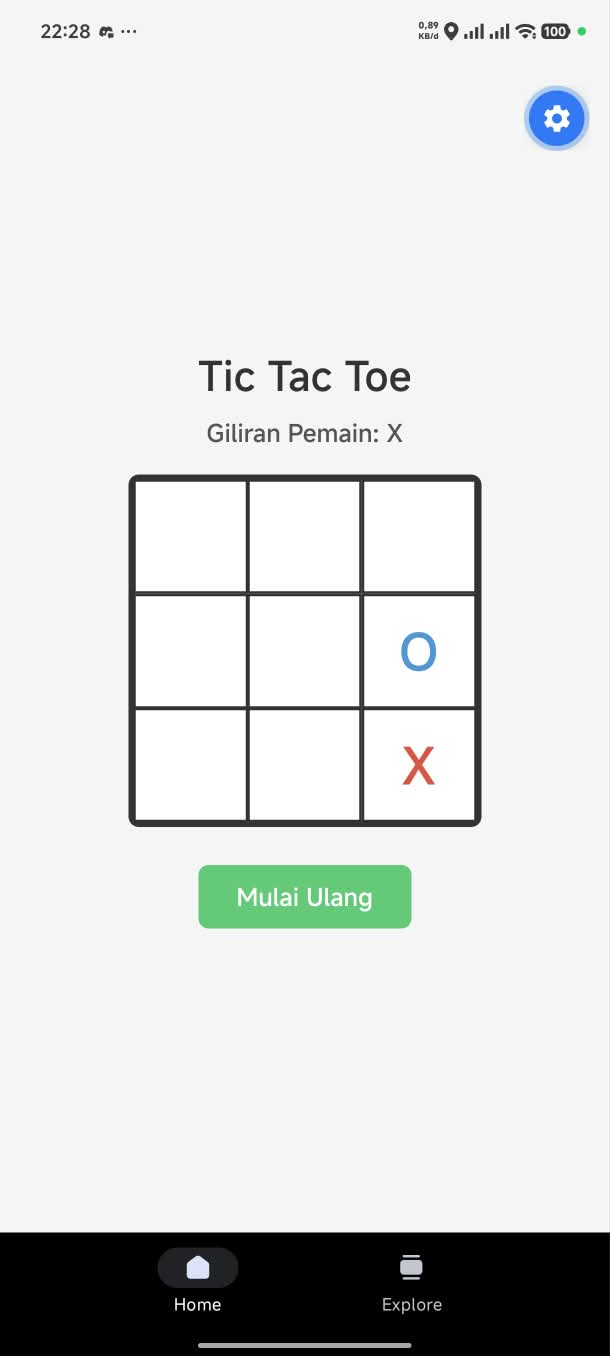 22:28 ...
0,89
KB/d
100
Tic Tac Toe
Giliran Pemain: X
O
X
Mulai Ulang
Home
Explore